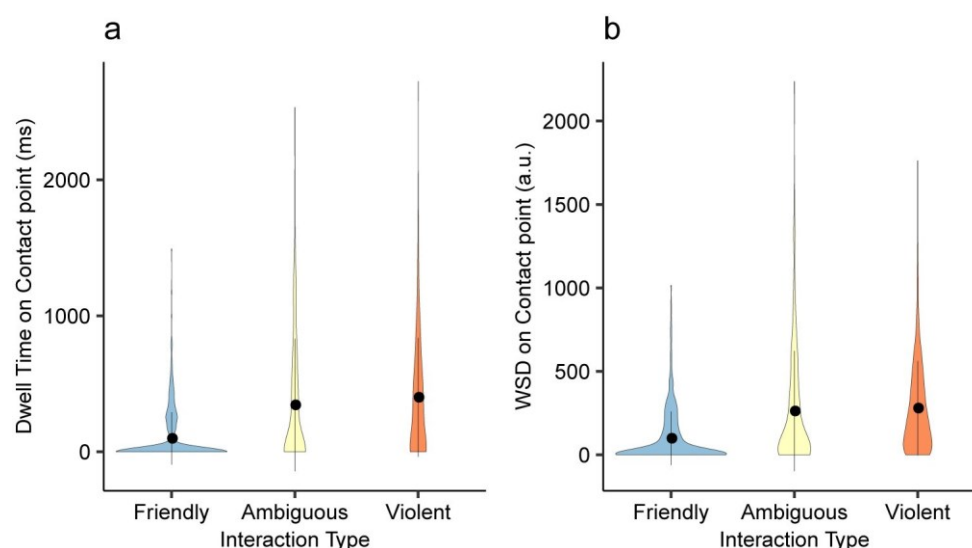 a
Dwell Time on Contact point (ms)
2000
1000
0
Friendly Ambiguous Violent
Interaction Type
b
WSD on Contact point (a.u.)
2000
1500
1000
500
0
Friendly Ambiguous Violent
Interaction Type